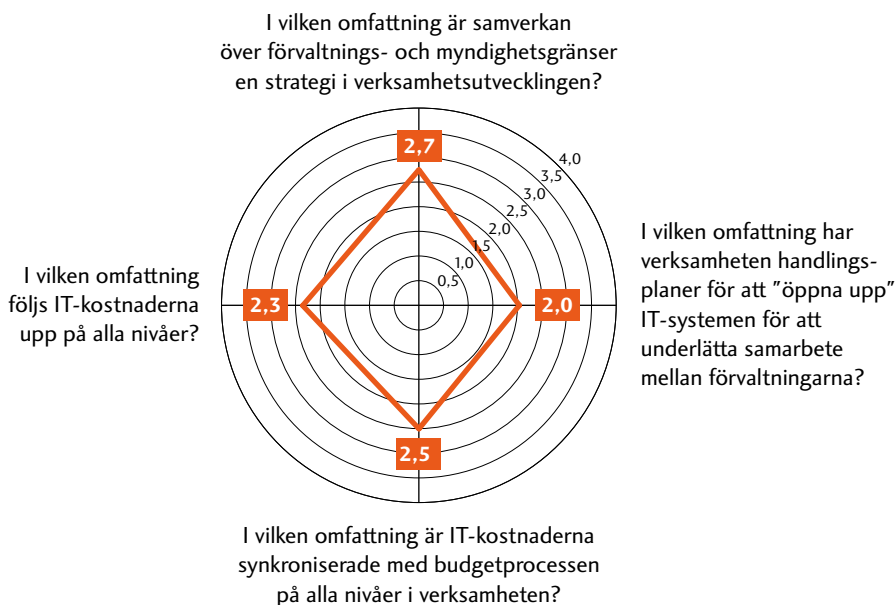 I vilken omfattning är samverkan
över förvaltnings- och myndighetsgränser
en strategi i verksamhetsutvecklingen?
2,7
4,0
3,5
3,0
2,5
2,0
1,5
1,0
0,5
I vilken omfattning har
verksamheten handlings-
planer för att ”öppna upp”
IT-systemen för att
underlätta samarbete
mellan förvaltningarna?
I vilken omfattning
följs IT-kostnaderna
upp på alla nivåer?
2,3
2,0
2,5
I vilken omfattning är IT-kostnaderna
synkroniserade med budgetprocessen
på alla nivåer i verksamheten?